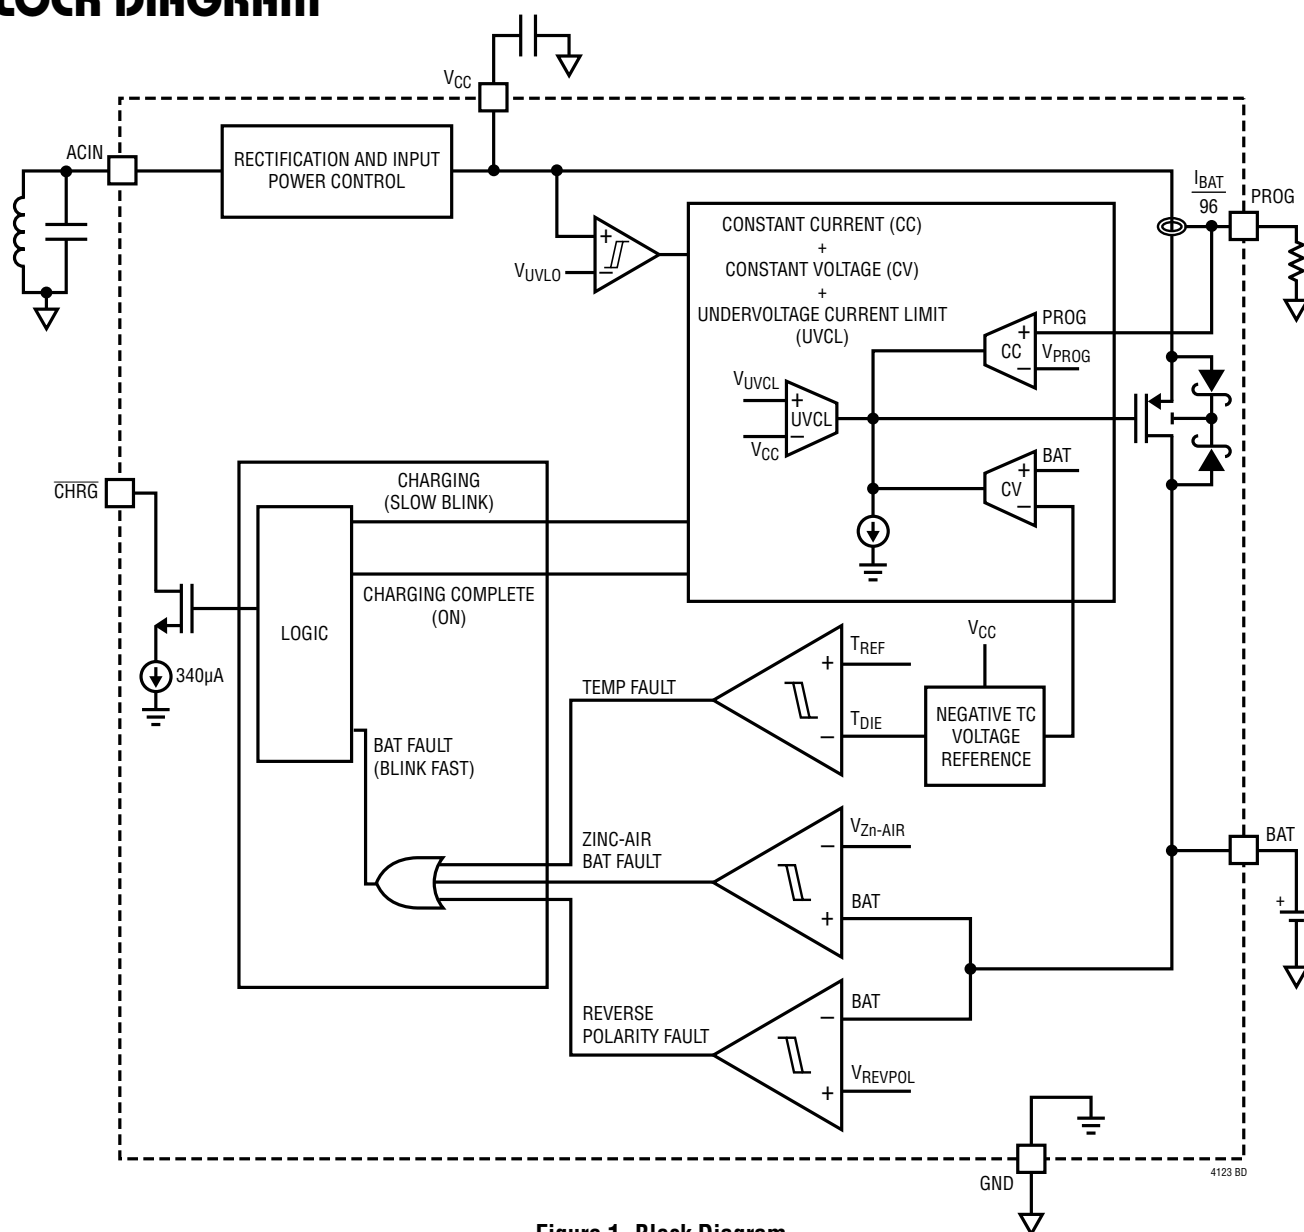 BLOCK DIAGRAM
VCC
ACIN
RECTIFICATION AND INPUT
POWER CONTROL
IBAT
96
PROG
+
VUVLO
–
CONSTANT CURRENT (CC)
+
CONSTANT VOLTAGE (CV)
+
UNDERVOLTAGE CURRENT LIMIT
(UVCL)
PROG
+
CC
VPROG
–
VUVCL
+
UVCL
–
VCC
BAT
+
CV
–
CHRG
CHARGING
(SLOW BLINK)
CHARGING COMPLETE
(ON)
LOGIC
340µA
BAT FAULT
(BLINK FAST)
TEMP FAULT
TREF
+
TDIE
–
VCC
NEGATIVE TC
VOLTAGE
REFERENCE
ZINC-AIR
BAT FAULT
VZn-AIR
–
BAT
+
BAT
+
REVERSE
POLARITY FAULT
BAT
–
VREVPOL
+
GND
4123 BD
Figure 1. Block Diagram